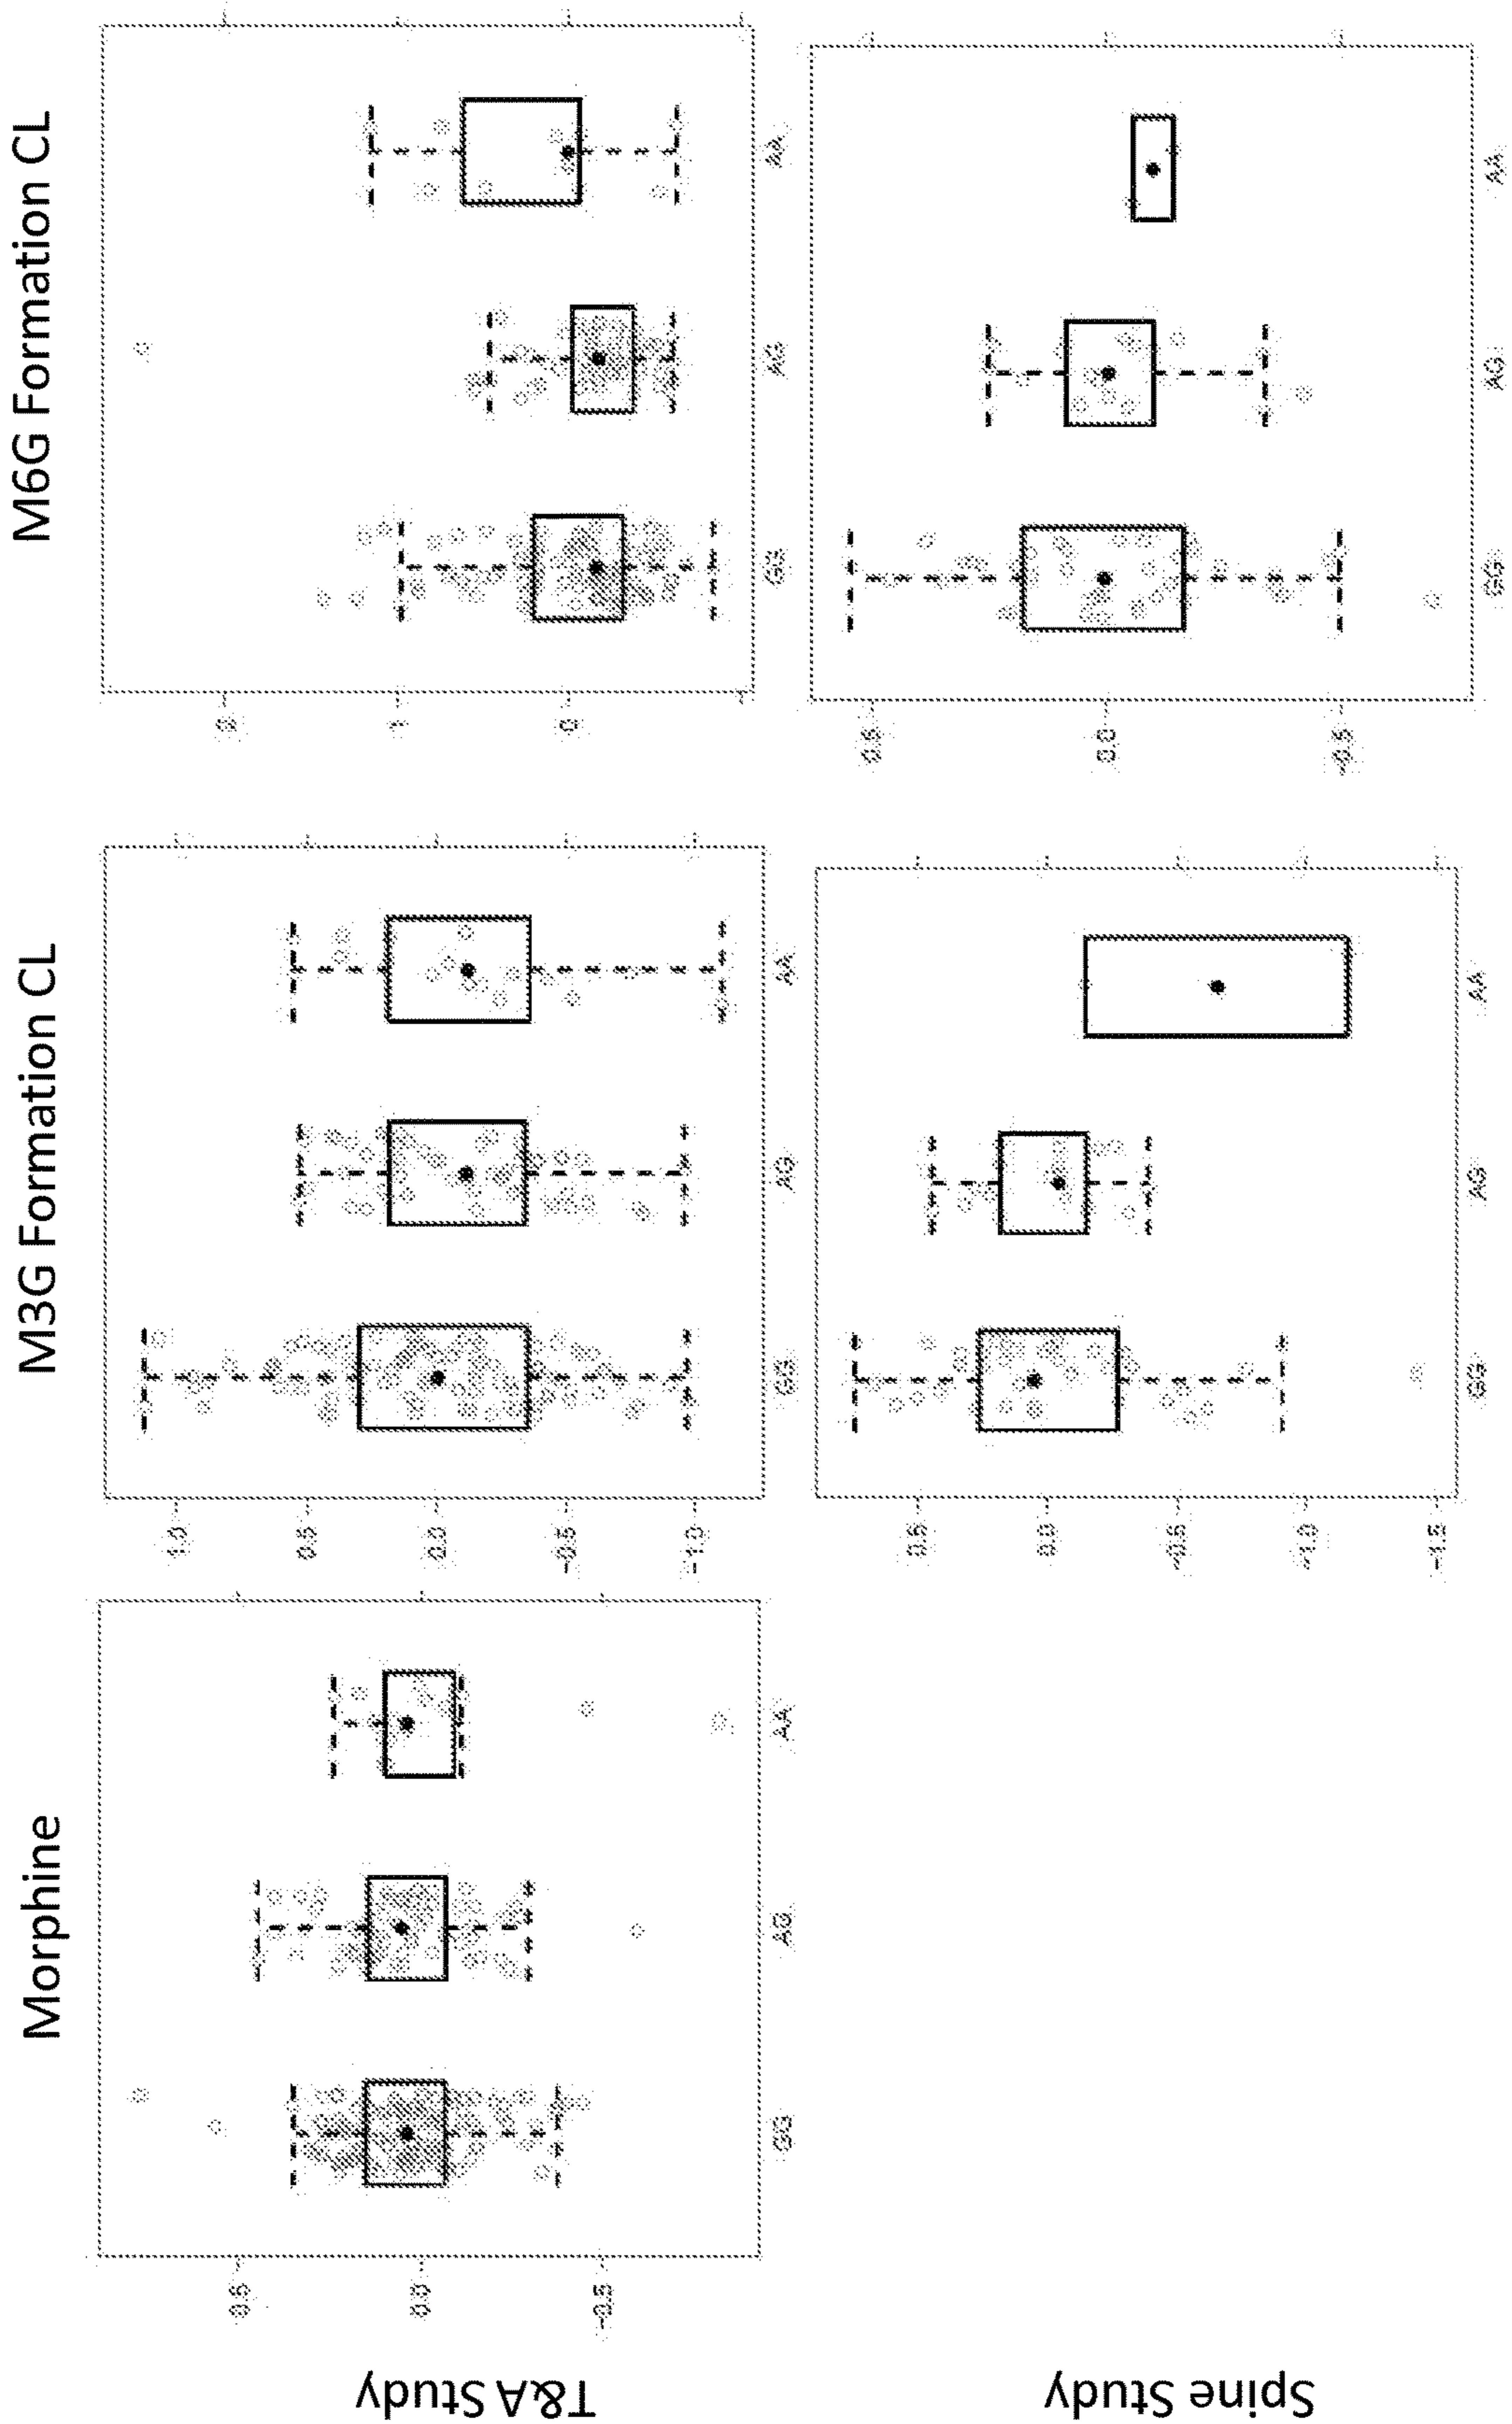 Morphine
M3G Formation CL
M6G Formation CL
T&A Study
0.5
0.0
-0.5
GG
AG
AA
1.0
0.5
0.0
-0.5
-1.0
GG
AG
AA
2
1
0
GG
AG
AA
Spine Study
0.5
0.0
-0.5
-1.0
-1.5
GG
AG
AA
0.5
0.0
-0.5
GG
AG
AA